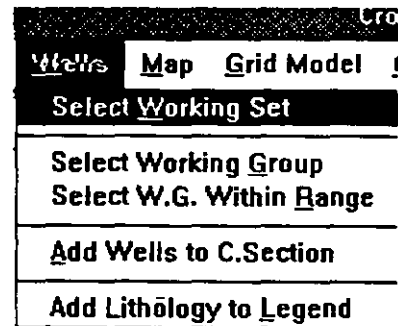 Cro
Wells Map Grid Model
Select Working Set
Select Working Group
Select W.G. Within Range
Add Wells to C.Section
Add Lithology to Legend